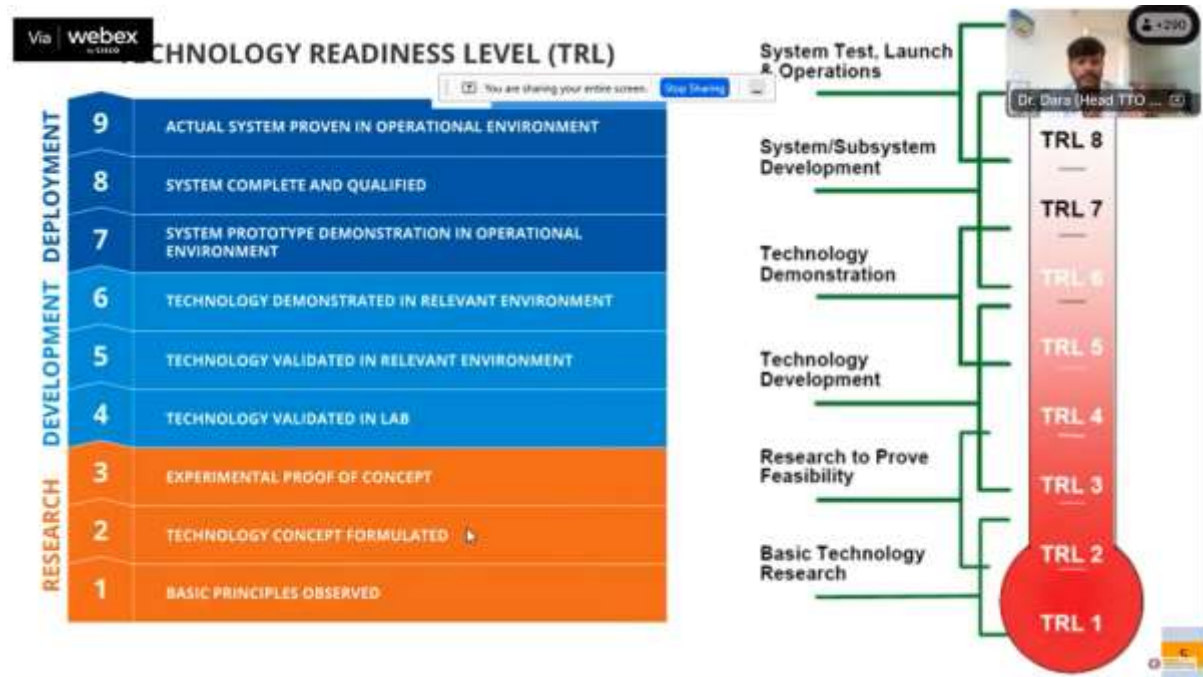 Via webex
by CISCO
CHNOLOGY READINESS LEVEL (TRL)
You are sharing your entire screen. Stop Sharing
+290
Dr. Dara (Head TTO ...
DEPLOYMENT
DEVELOPMENT
RESEARCH
9 ACTUAL SYSTEM PROVEN IN OPERATIONAL ENVIRONMENT
8 SYSTEM COMPLETE AND QUALIFIED
7 SYSTEM PROTOTYPE DEMONSTRATION IN OPERATIONAL
ENVIRONMENT
6 TECHNOLOGY DEMONSTRATED IN RELEVANT ENVIRONMENT
5 TECHNOLOGY VALIDATED IN RELEVANT ENVIRONMENT
4 TECHNOLOGY VALIDATED IN LAB
3 EXPERIMENTAL PROOF OF CONCEPT
2 TECHNOLOGY CONCEPT FORMULATED
1 BASIC PRINCIPLES OBSERVED
System Test, Launch
& Operations
System/Subsystem
Development
Technology
Demonstration
Technology
Development
Research to Prove
Feasibility
Basic Technology
Research
TRL 8
TRL 7
TRL 6
TRL 5
TRL 4
TRL 3
TRL 2
TRL 1